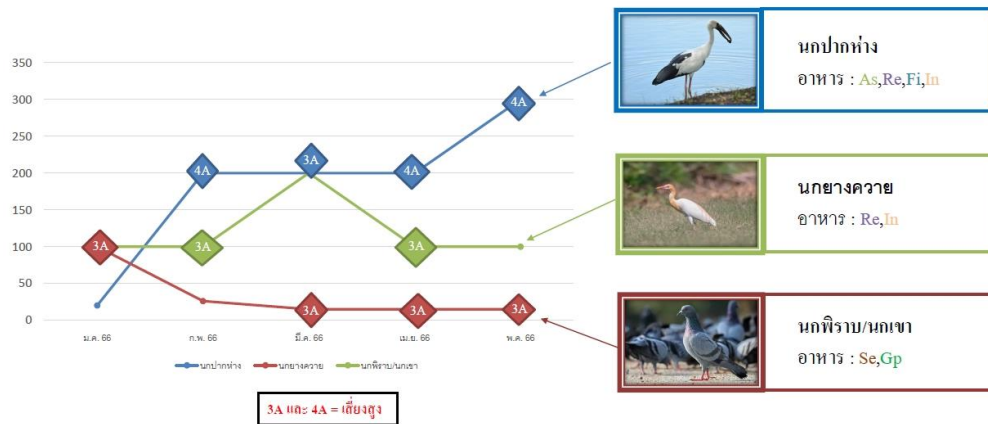 350
300
250
200
150
100
50
0
4A
3A
4A
4A
3A
3A
3A
3A
3A
3A
ม.ค. 66
ก.พ. 66
มี.ค. 66
เม.ย. 66
พ.ค. 66
นกปากห่าง
นกยางควาย
นกพิราบ/นกเขา
3A และ 4A = เสี่ยงสูง
นกปากห่าง
อาหาร : As,Re,Fi,In
นกยางควาย
อาหาร : Re,In
นกพิราบ/นกเขา
อาหาร : Se,Gp